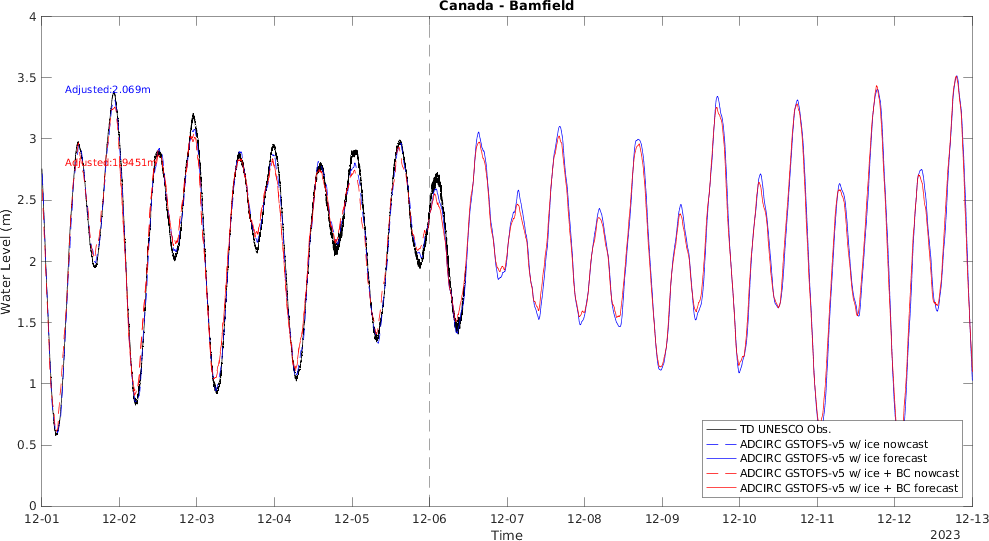 Canada - Bamfield
Water Level (m)
4
3.5
3
2.5
2
1.5
1
0.5
0
Adjusted:2.069m
Adjusted:1.9451m
TD UNESCO Obs.
ADCIRC GSTOFS-v5 w/ ice nowcast
ADCIRC GSTOFS-v5 w/ ice forecast
ADCIRC GSTOFS-v5 w/ ice + BC nowcast
ADCIRC GSTOFS-v5 w/ ice + BC forecast
12-01 12-02 12-03 12-04 12-05 12-06 12-07 12-08 12-09 12-10 12-11 12-12 12-13
Time
2023